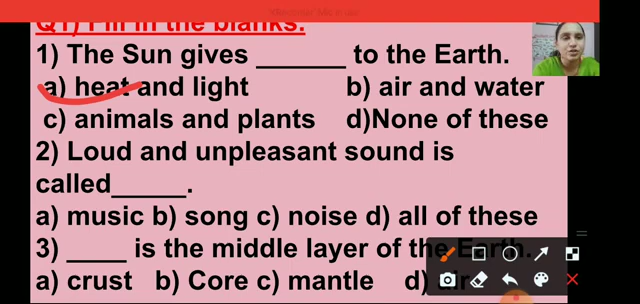 Q1) Fill in the blanks:
1) The Sun gives ______ to the Earth.
a) heat and light b) air and water
c) animals and plants d)None of these
2) Loud and unpleasant sound is
called_____.
a) music b) song c) noise d) all of these
3) ____ is the middle layer of the Earth.
a) crust b) Core c) mantle d) air